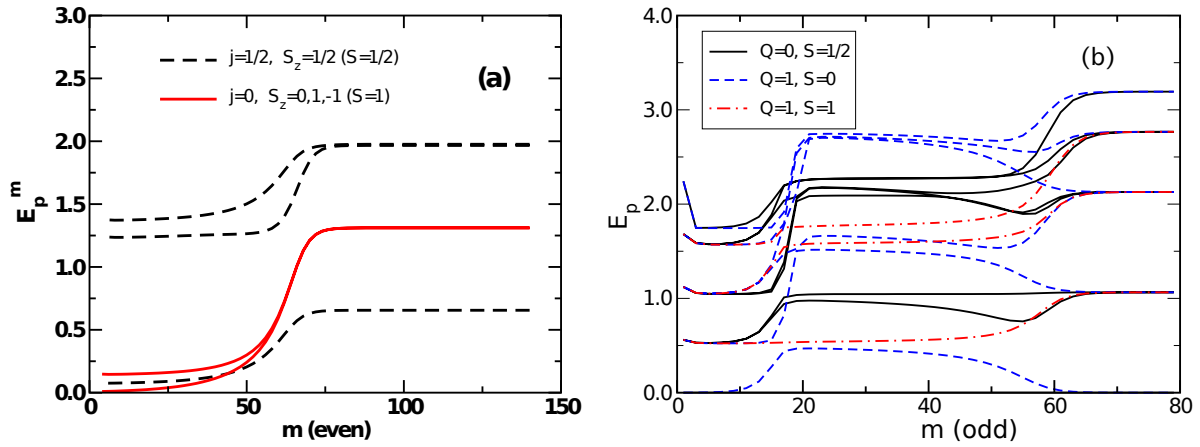 3.0
2.5
2.0
1.5
1.0
0.5
0.0
E_p^m
0
50
100
150
m (even)
j=1/2, S_z=1/2 (S=1/2)
j=0, S_z=0,1,-1 (S=1)
(a)
4.0
3.0
2.0
1.0
0.0
E_p
0
20
40
60
80
m (odd)
Q=0, S=1/2
Q=1, S=0
Q=1, S=1
(b)